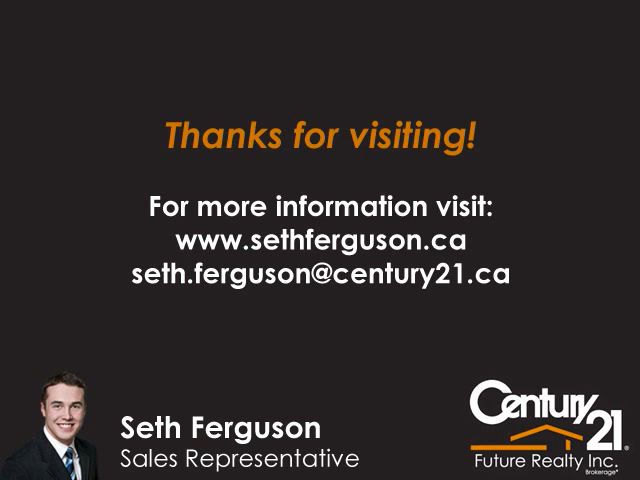 Thanks for visiting!
For more information visit:
www.sethferguson.ca
seth.ferguson@century21.ca
Seth Ferguson
Sales Representative
Century 21®
Future Realty Inc.
Brokerage*